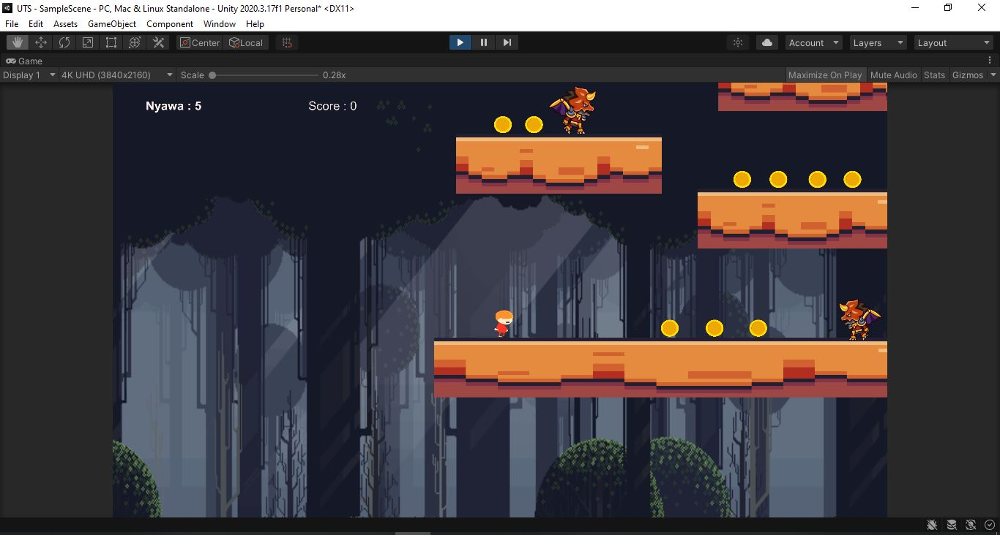 UTS - SampleScene - PC, Mac & Linux Standalone - Unity 2020.3.17f1 Personal* <DX11>
File Edit Assets GameObject Component Window Help
Center Local Account Layers Layout
Game
Display 1 4K UHD (3840x2160) Scale 0.28x Maximize On Play Mute Audio Stats Gizmos
Nyawa : 5 Score : 0